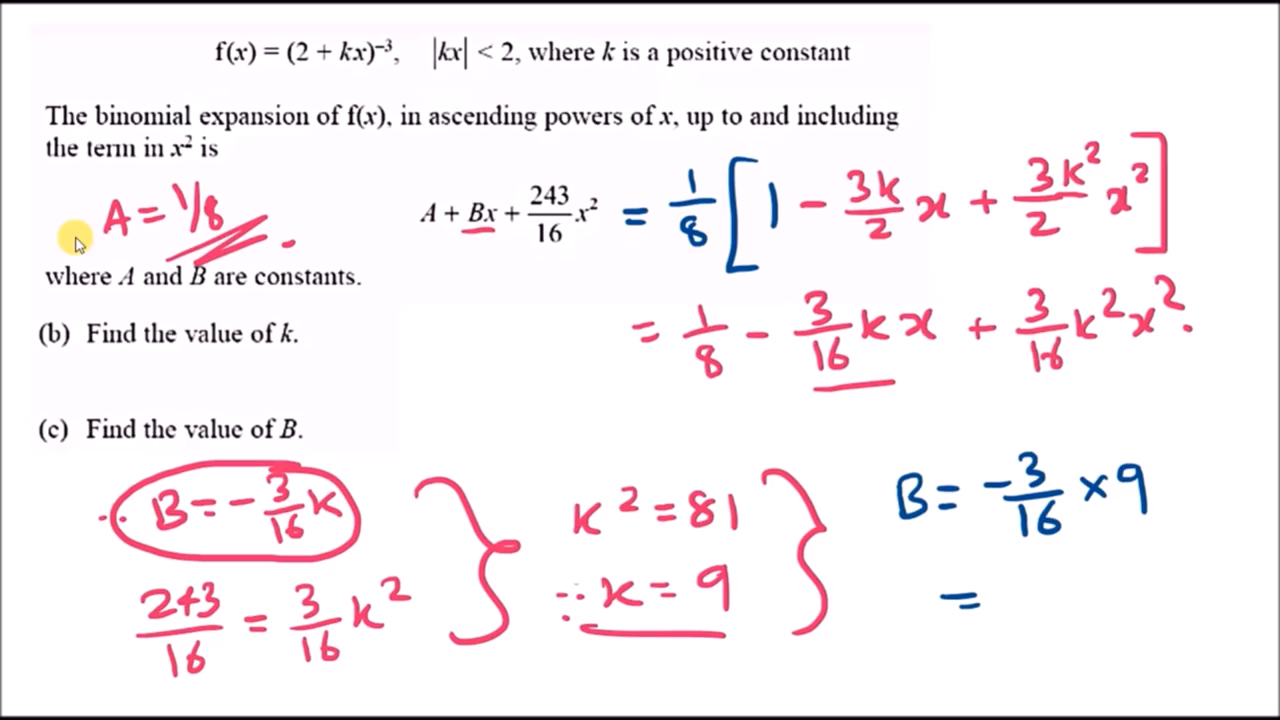 f(x) = (2 + kx)⁻³, |kx| < 2, where k is a positive constant
The binomial expansion of f(x), in ascending powers of x, up to and including
the term in x² is
A = 1/8
A + Bx + 243/16 x² = 1/8 [1 − 3k/2 x + 3k²/2 x²]
where A and B are constants.
= 1/8 − 3/16 k x + 3/16 k² x².
(b) Find the value of k.
(c) Find the value of B.
B = − 3/16 k
243/16 = 3/16 k²
k² = 81
∴ k = 9
B = − 3/16 × 9
=